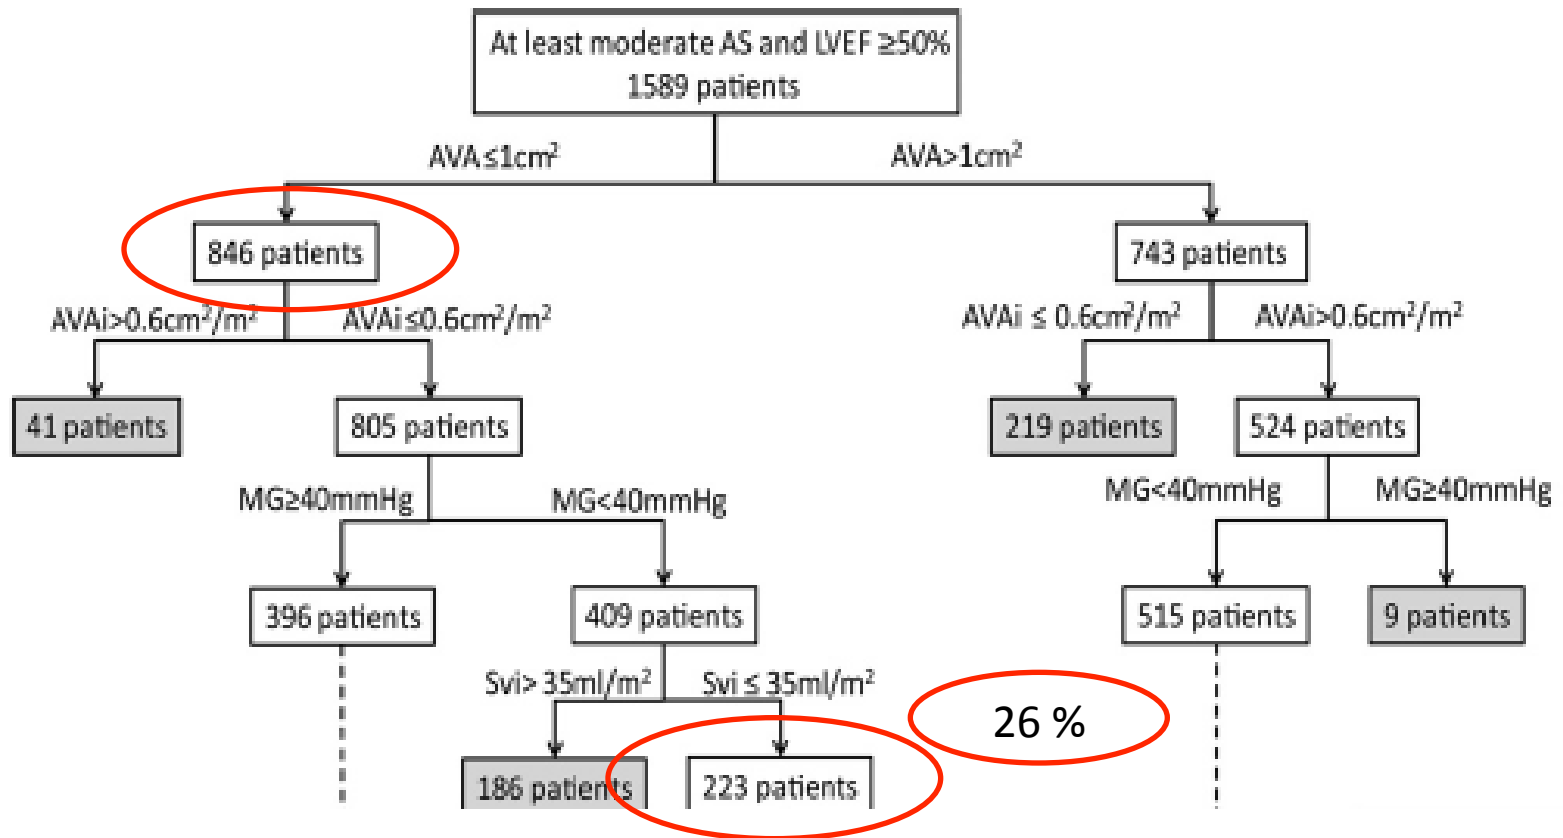 At least moderate AS and LVEF ≥50%
1589 patients
AVA≤1cm²
AVA>1cm²
846 patients
743 patients
AVAi>0.6cm²/m²
AVAi≤0.6cm²/m²
AVAi ≤ 0.6cm²/m²
AVAi>0.6cm²/m²
41 patients
805 patients
219 patients
524 patients
MG≥40mmHg
MG<40mmHg
MG<40mmHg
MG≥40mmHg
396 patients
409 patients
515 patients
9 patients
Svi> 35ml/m²
Svi ≤ 35ml/m²
26 %
186 patients
223 patients